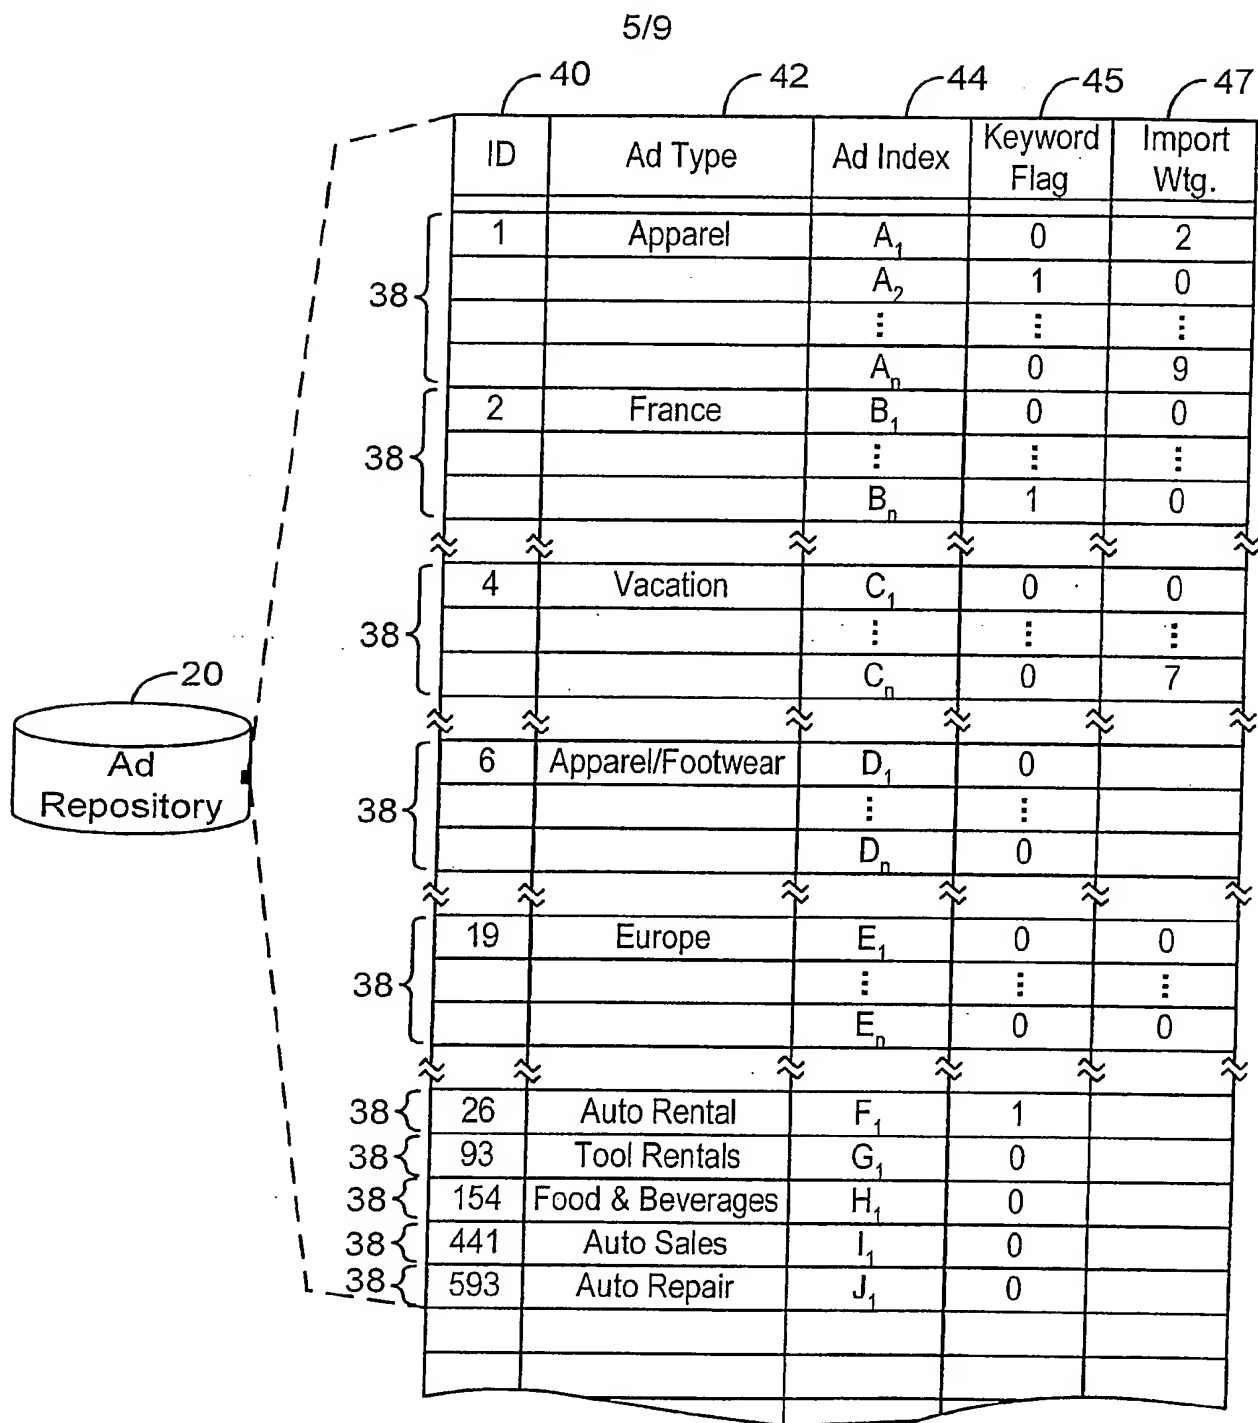 5/9
40 42 44 45 47
ID Ad Type Ad Index Keyword Flag Import Wtg.
38 1 Apparel A₁ 0 2
A₂ 1 0
⋮ ⋮ ⋮
Aₙ 0 9
38 2 France B₁ 0 0
⋮ ⋮ ⋮
Bₙ 1 0
38 4 Vacation C₁ 0 0
⋮ ⋮ ⋮
Cₙ 0 7
20
Ad
Repository
38 6 Apparel/Footwear D₁ 0
⋮ ⋮
Dₙ 0
38 19 Europe E₁ 0 0
⋮ ⋮ ⋮
Eₙ 0 0
38 26 Auto Rental F₁ 1
38 93 Tool Rentals G₁ 0
38 154 Food & Beverages H₁ 0
38 441 Auto Sales I₁ 0
38 593 Auto Repair J₁ 0